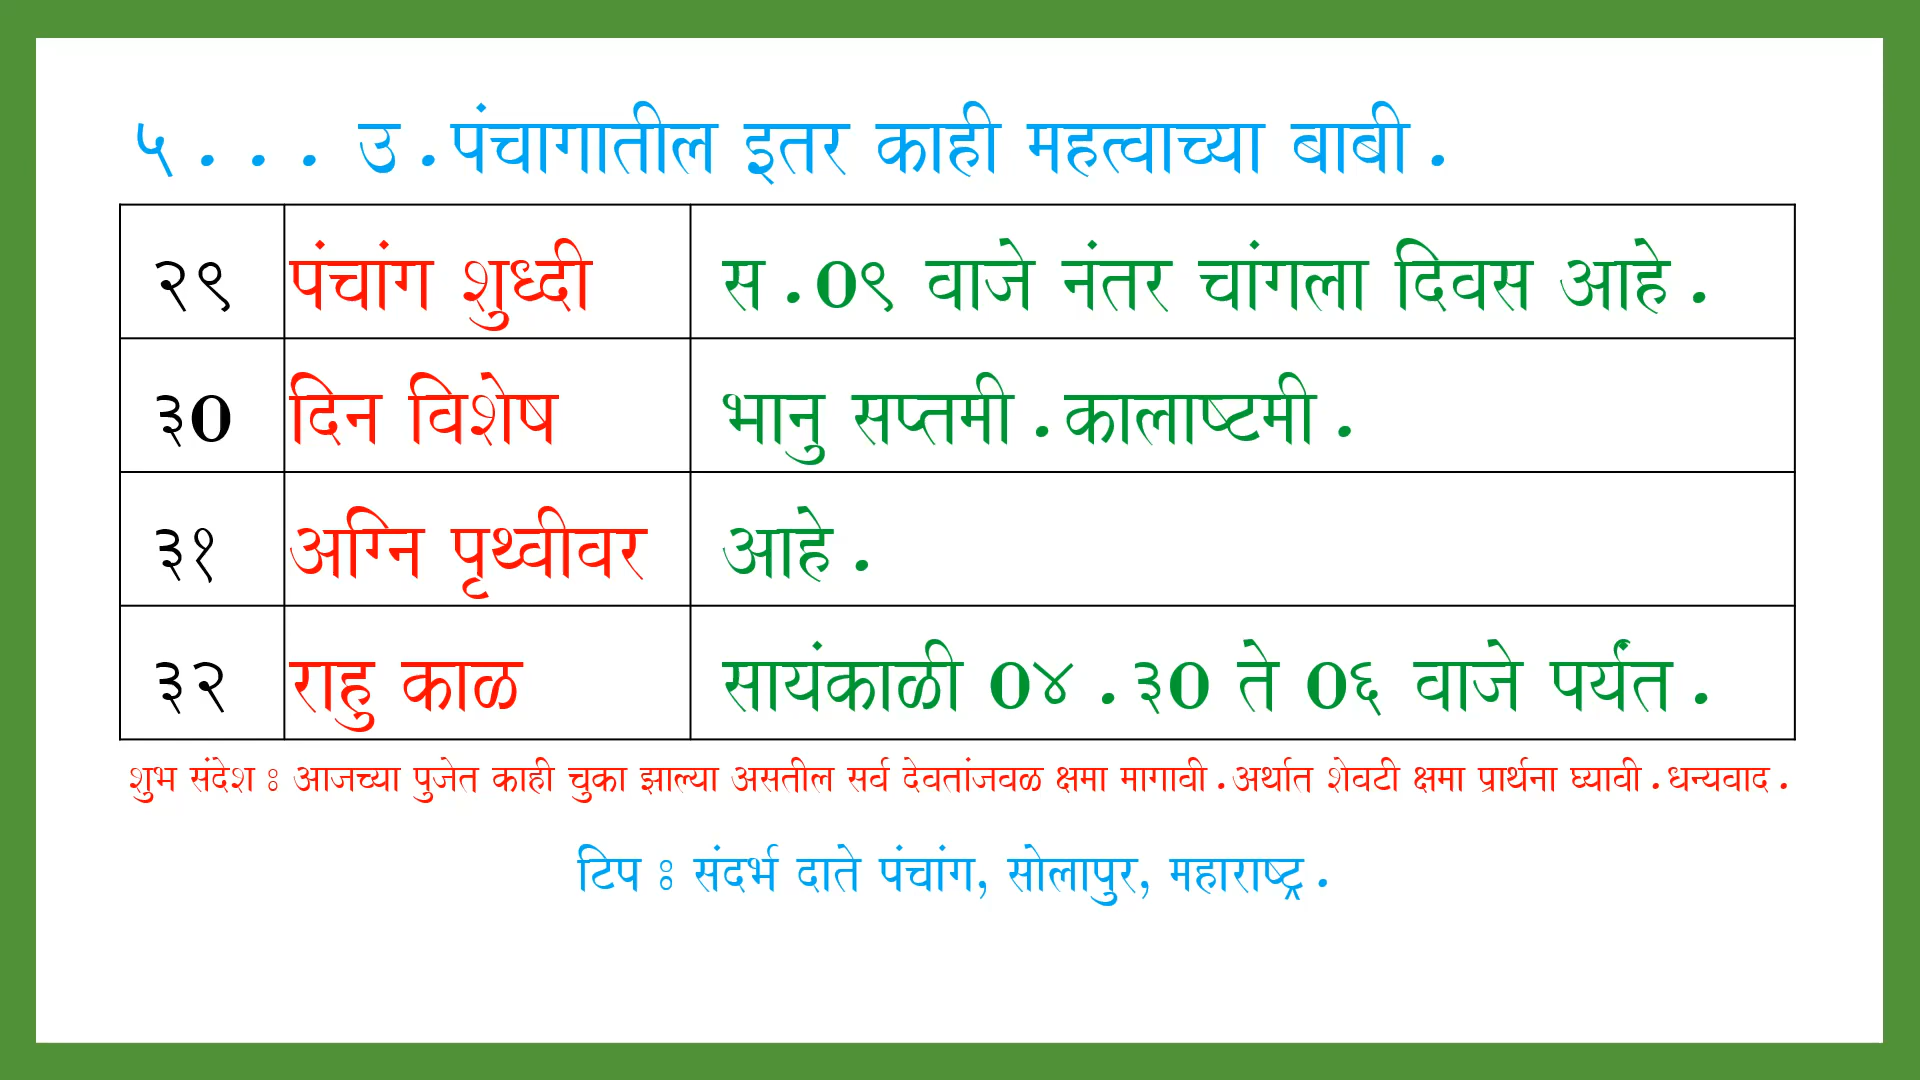 ५... उ.पंचागातील इतर काही महत्वाच्या बाबी.
२९ पंचांग शुध्दी स.0९ वाजे नंतर चांगला दिवस आहे.
३0 दिन विशेष भानु सप्तमी.कालाष्टमी.
३१ अग्नि पृथ्वीवर आहे.
३२ राहु काळ सायंकाळी 0४.३0 ते 0६ वाजे पर्यंत.
शुभ संदेश : आजच्या पुजेत काही चुका झाल्या असतील सर्व देवतांजवळ क्षमा मागावी.अर्थात शेवटी क्षमा प्रार्थना घ्यावी.धन्यवाद.
टिप : संदर्भ दाते पंचांग, सोलापुर, महाराष्ट्र.